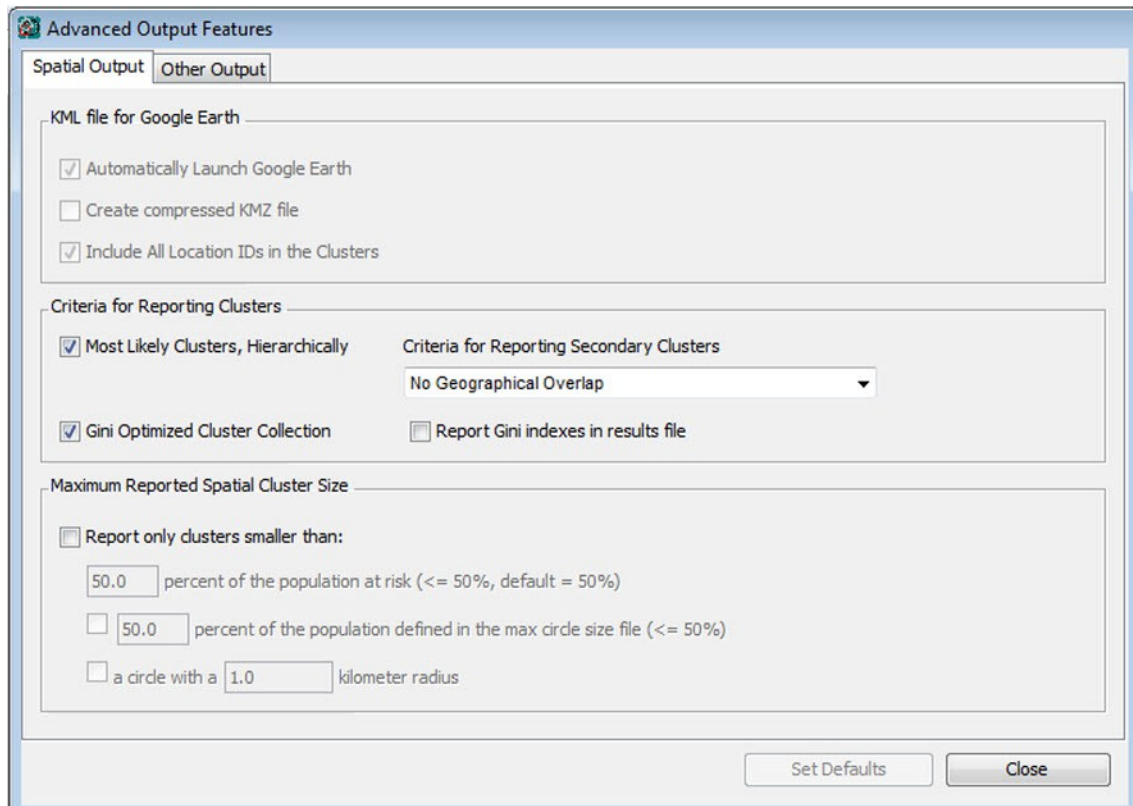 Advanced Output Features
Spatial Output Other Output
KML file for Google Earth
Automatically Launch Google Earth
Create compressed KMZ file
Include All Location IDs in the Clusters
Criteria for Reporting Clusters
Most Likely Clusters, Hierarchically Criteria for Reporting Secondary Clusters
No Geographical Overlap
Gini Optimized Cluster Collection Report Gini indexes in results file
Maximum Reported Spatial Cluster Size
Report only clusters smaller than:
50.0 percent of the population at risk (<= 50%, default = 50%)
50.0 percent of the population defined in the max circle size file (<= 50%)
a circle with a 1.0 kilometer radius
Set Defaults Close